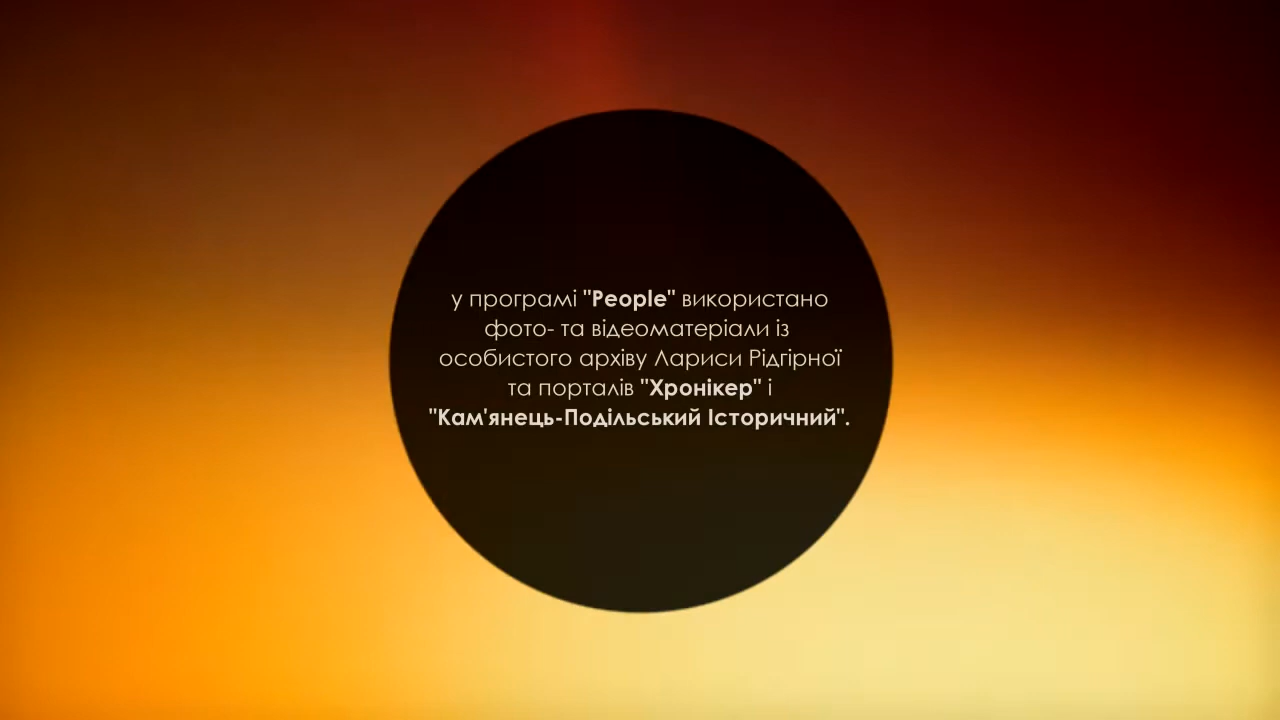 у програмі "People" використано
фото- та відеоматеріали із
особистого архіву Лариси Рідгірної
та порталів "Хронікер" і
"Кам'янець-Подільський Історичний".